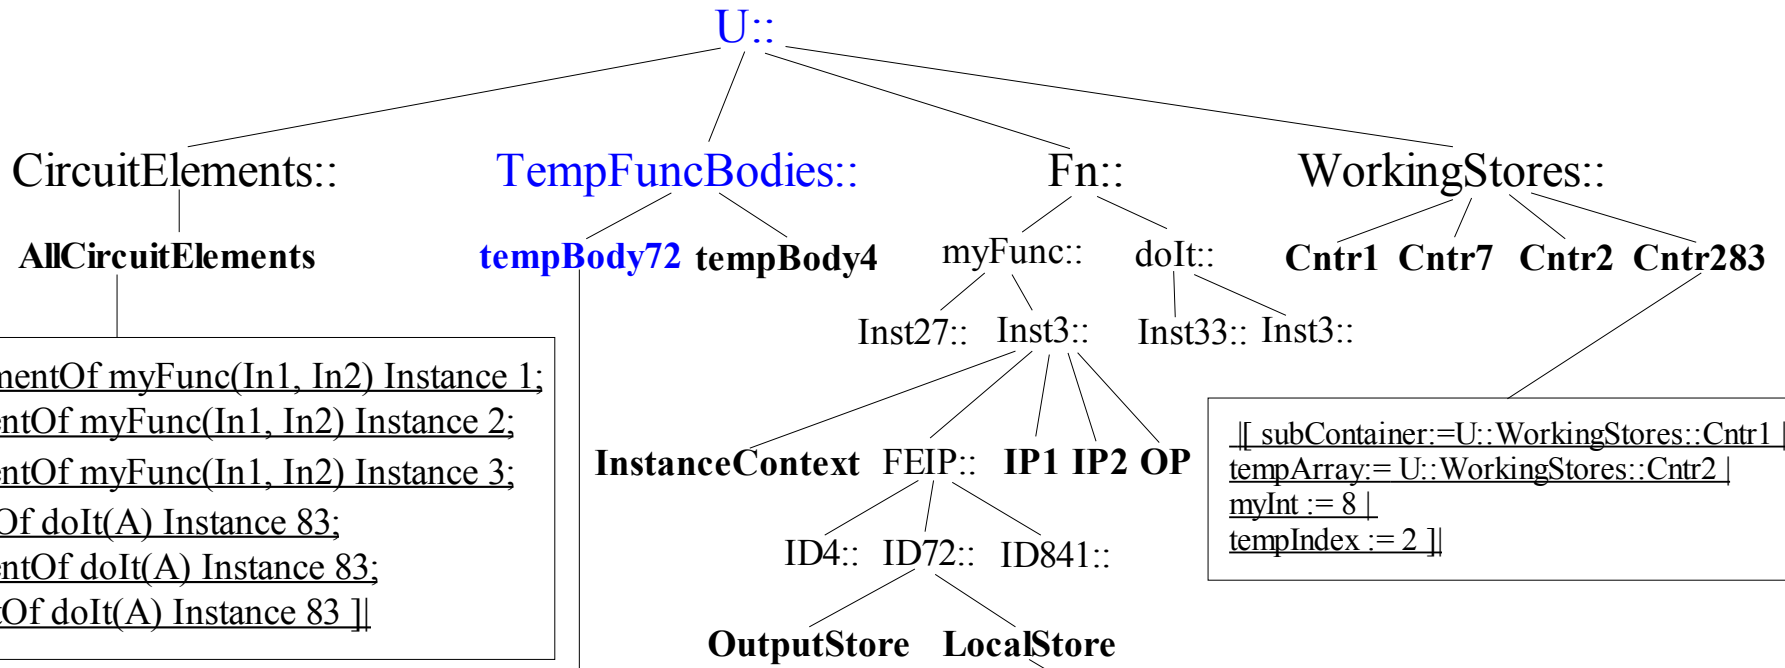 U::
CircuitElements:: TempFuncBodies:: Fn:: WorkingStores::
AllCircuitElements tempBody72 tempBody4 myFunc:: doIt:: Cntr1 Cntr7 Cntr2 Cntr283
Inst27:: Inst3:: Inst33:: Inst3::
myFunc(In1, In2) Instance 1;
myFunc(In1, In2) Instance 2;
myFunc(In1, In2) Instance 3;
doIt(A) Instance 83;
doIt(A) Instance 83;
doIt(A) Instance 83 ]|
InstanceContext FEIP:: IP1 IP2 OP
|[ subContainer:=U::WorkingStores::Cntr1 |
tempArray:= U::WorkingStores::Cntr2 |
myInt := 8 |
tempIndex := 2 ]|
ID4:: ID72:: ID841::
OutputStore LocalStore